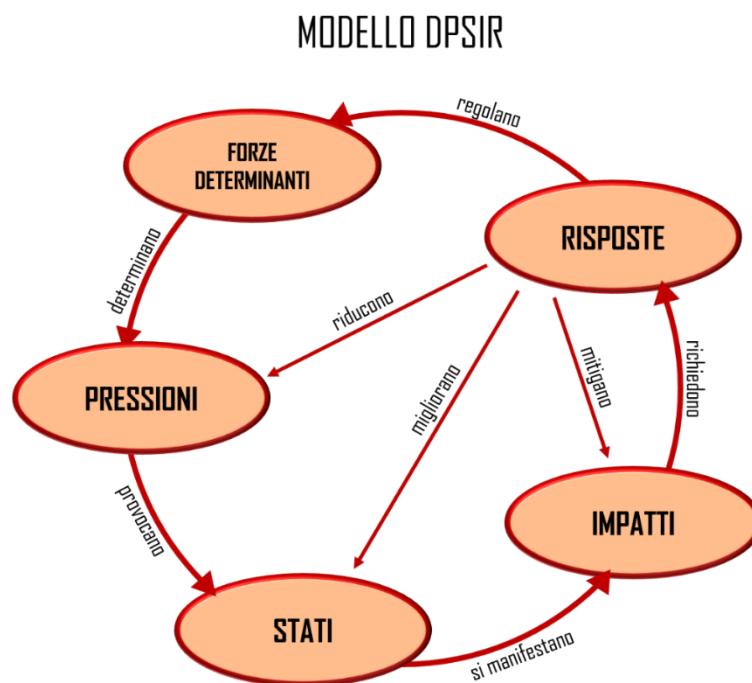 MODELLO DPSIR
regolano
FORZE
DETERMINANTI
RISPOSTE
determinano
riducono
migliorano
mitigano
richiedono
PRESSIONI
provocano
IMPATTI
STATI
si manifestano